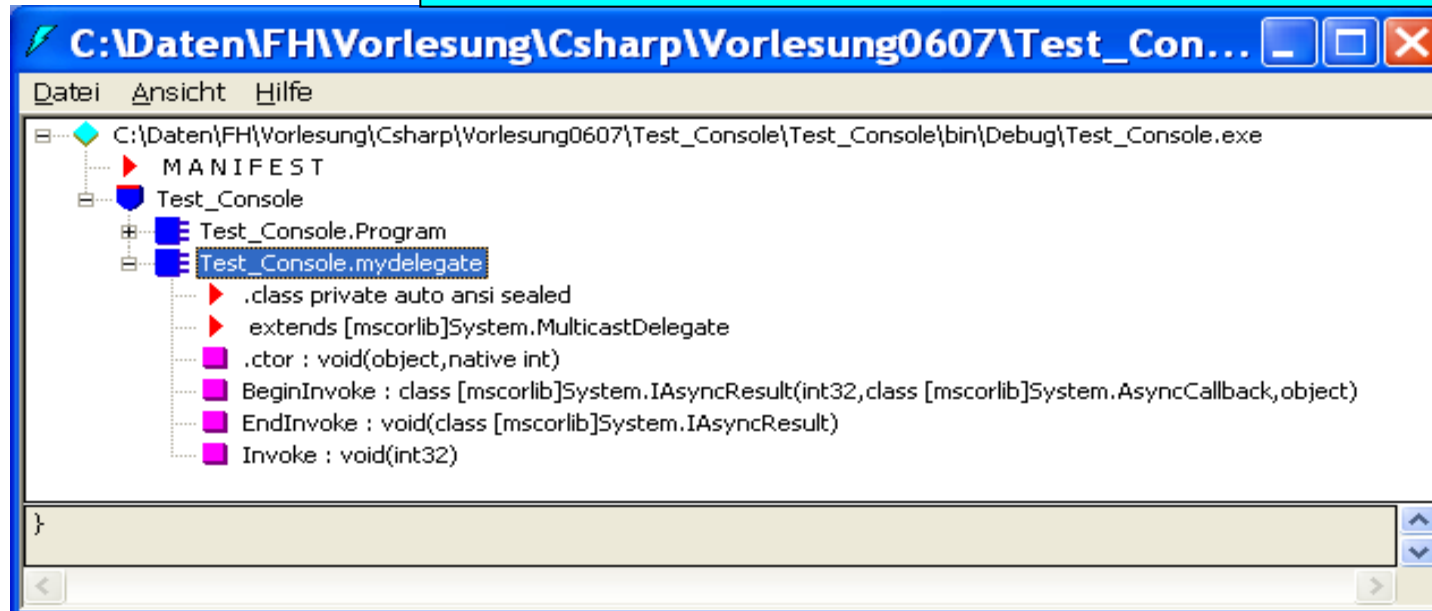 C:\Daten\FH\Vorlesung\Csharp\Vorlesung0607\Test_Con...
Datei Ansicht Hilfe
C:\Daten\FH\Vorlesung\Csharp\Vorlesung0607\Test_Console\Test_Console\bin\Debug\Test_Console.exe
M A N I F E S T
Test_Console
Test_Console.Program
Test_Console.mydelegate
.class private auto ansi sealed
extends [mscorlib]System.MulticastDelegate
.ctor : void(object,native int)
BeginInvoke : class [mscorlib]System.IAsyncResult(int32,class [mscorlib]System.AsyncCallback,object)
EndInvoke : void(class [mscorlib]System.IAsyncResult)
Invoke : void(int32)
}